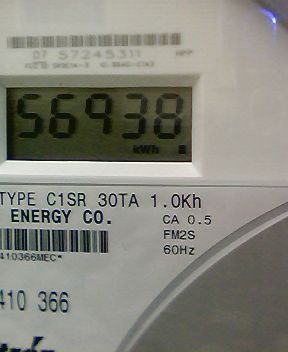 07 57245311
56938
kWh
TYPE C1SR 30TA 1.0Kh
ENERGY CO.
CA 0.5
FM2S
60Hz
410366MEC*
410 366